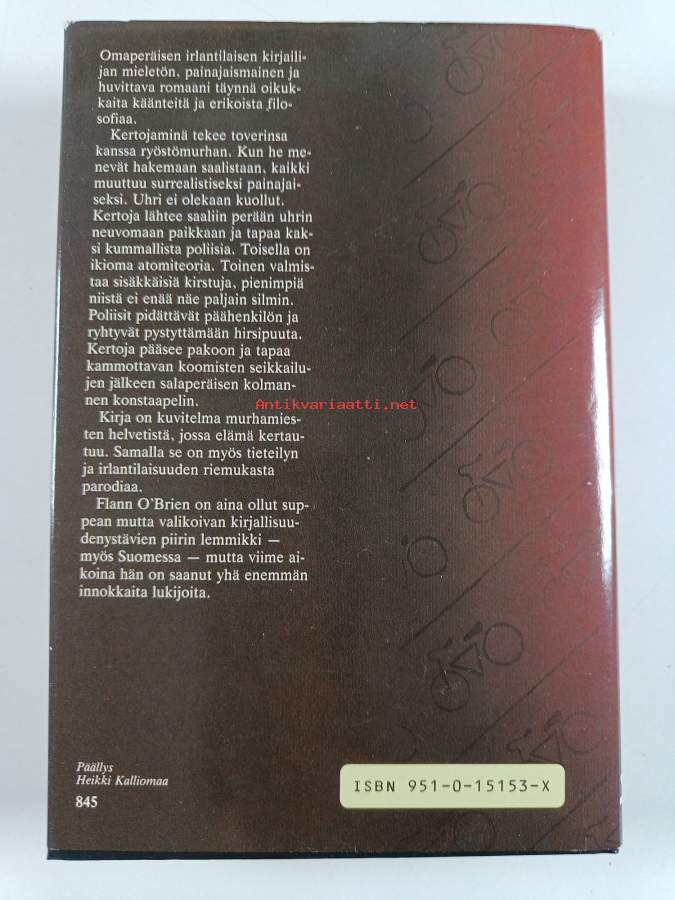 Omaperäisen irlantilaisen kirjaili-
jan mieletön, painajaismainen ja
huvittava romaani täynnä oikuk-
kaita käänteitä ja erikoista filo-
sofiaa.
Kertojaminä tekee toverinsa
kanssa ryöstömurhan. Kun he me-
nevät hakemaan saalistaan, kaikki
muuttuu surrealistiseksi painajai-
seksi. Uhri ei olekaan kuollut.
Kertoja lähtee saaliin perään uhrin
neuvomaan paikkaan ja tapaa kak-
si kummallista poliisia. Toisella on
ikioma atomiteoria. Toinen valmis-
taa sisäkkäisiä kirstuja, pienimpiä
niistä ei enää näe paljain silmin.
Poliisit pidättävät päähenkilön ja
ryhtyvät pystyttämään hirsipuuta.
Kertoja pääsee pakoon ja tapaa
kammottavan koomisten seikkailu-
jen jälkeen salaperäisen kolman-
nen konstaapelin.
Antikvariaatti.net
Kirja on kuvitelma murhamies-
ten helvetistä, jossa elämä kertau-
tuu. Samalla se on myös tieteilyn
ja irlantilaisuuden riemukasta
parodiaa.
Flann O'Brien on aina ollut sup-
pean mutta valikoivan kirjallisuu-
denystävien piirin lemmikki —
myös Suomessa — mutta viime ai-
koina hän on saanut yhä enemmän
innokkaita lukijoita.
Päällys
Heikki Kalliomaa
845
ISBN 951-0-15153-X